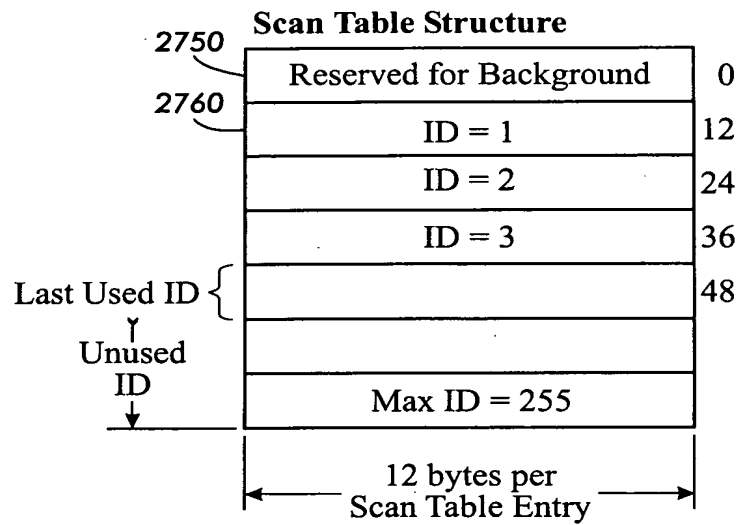 Scan Table Structure
2750
Reserved for Background 0
2760
ID = 1 12
ID = 2 24
ID = 3 36
Last Used ID 48
Unused
ID
Max ID = 255
12 bytes per
Scan Table Entry